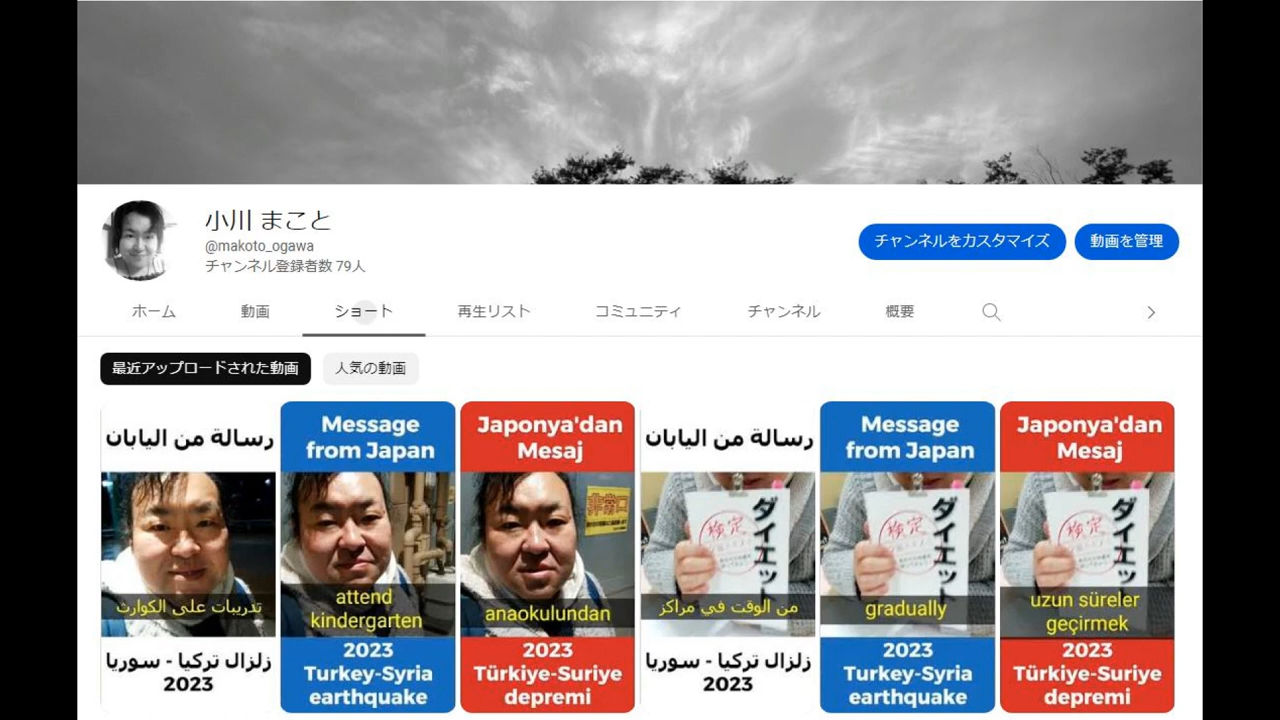 小川 まこと
@makoto_ogawa
チャンネル登録者数 79人
チャンネルをカスタマイズ
動画を管理
ホーム
動画
ショート
再生リスト
コミュニティ
チャンネル
概要
最近アップロードされた動画
人気の動画
رسالة من اليابان
تدريبات على الكوارث
زلزال تركيا - سوريا
2023
Message
from Japan
attend
kindergarten
2023
Turkey-Syria
earthquake
Japonya'dan
Mesaj
非常口
anaokulundan
2023
Türkiye-Suriye
depremi
رسالة من اليابان
ダイエッ
検定
من الوقت في مراكز
زلزال تركيا - سوريا
2023
Message
from Japan
ダイエッ
検定
gradually
2023
Turkey-Syria
earthquake
Japonya'dan
Mesaj
ダイエッ
検定
uzun süreler
geçirmek
2023
Türkiye-Suriye
depremi